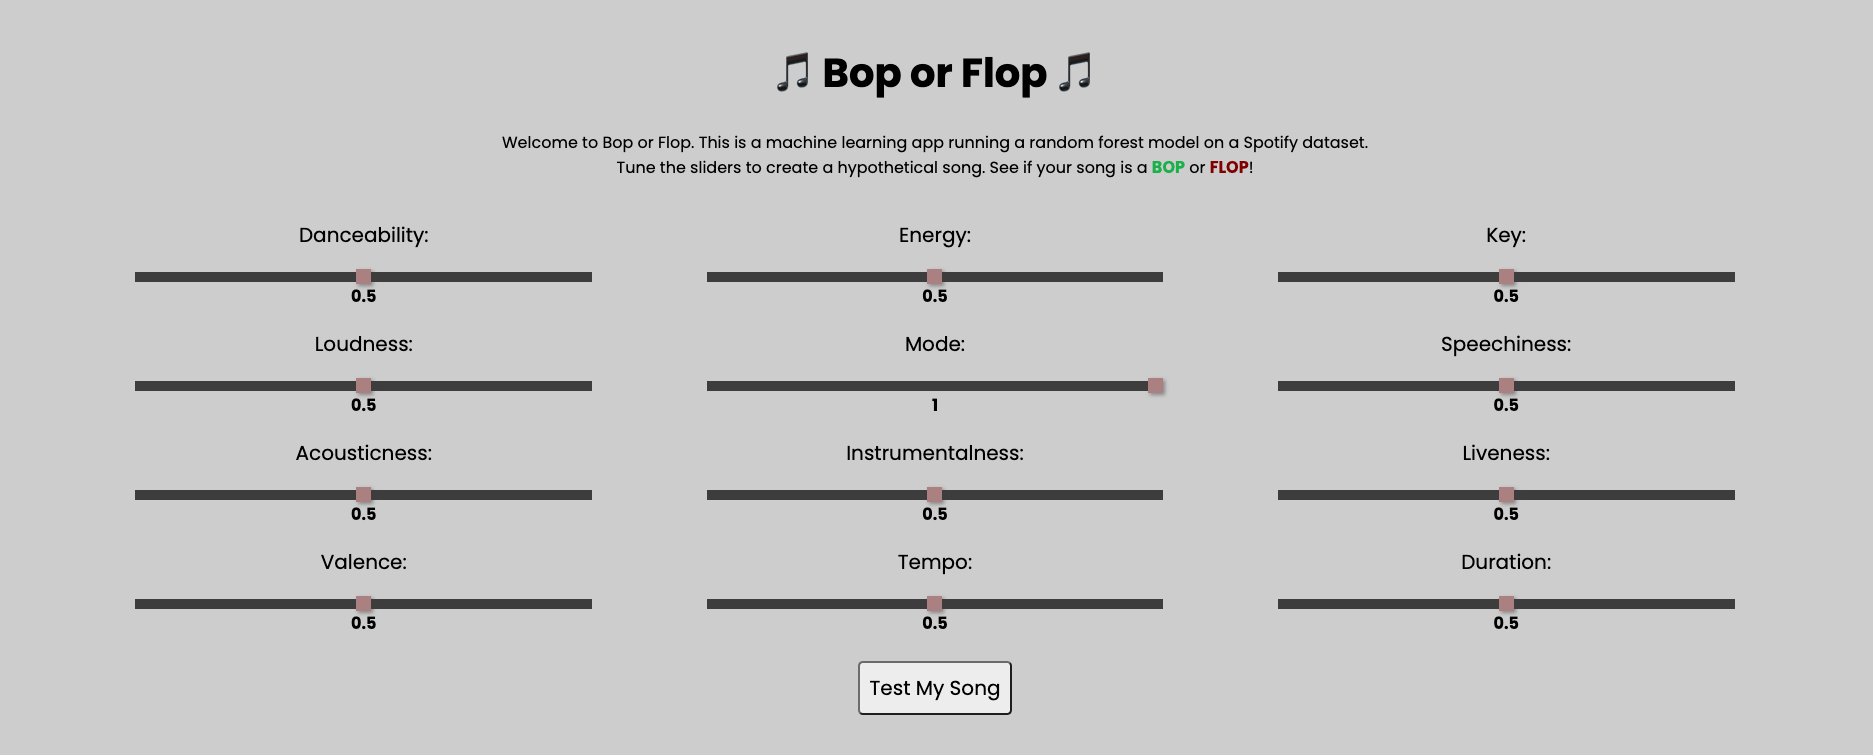 🎵 Bop or Flop 🎵
Welcome to Bop or Flop. This is a machine learning app running a random forest model on a Spotify dataset.
Tune the sliders to create a hypothetical song. See if your song is a BOP or FLOP!
Danceability: Energy: Key:
0.5 0.5 0.5
Loudness: Mode: Speechiness:
0.5 1 0.5
Acousticness: Instrumentalness: Liveness:
0.5 0.5 0.5
Valence: Tempo: Duration:
0.5 0.5 0.5
Test My Song